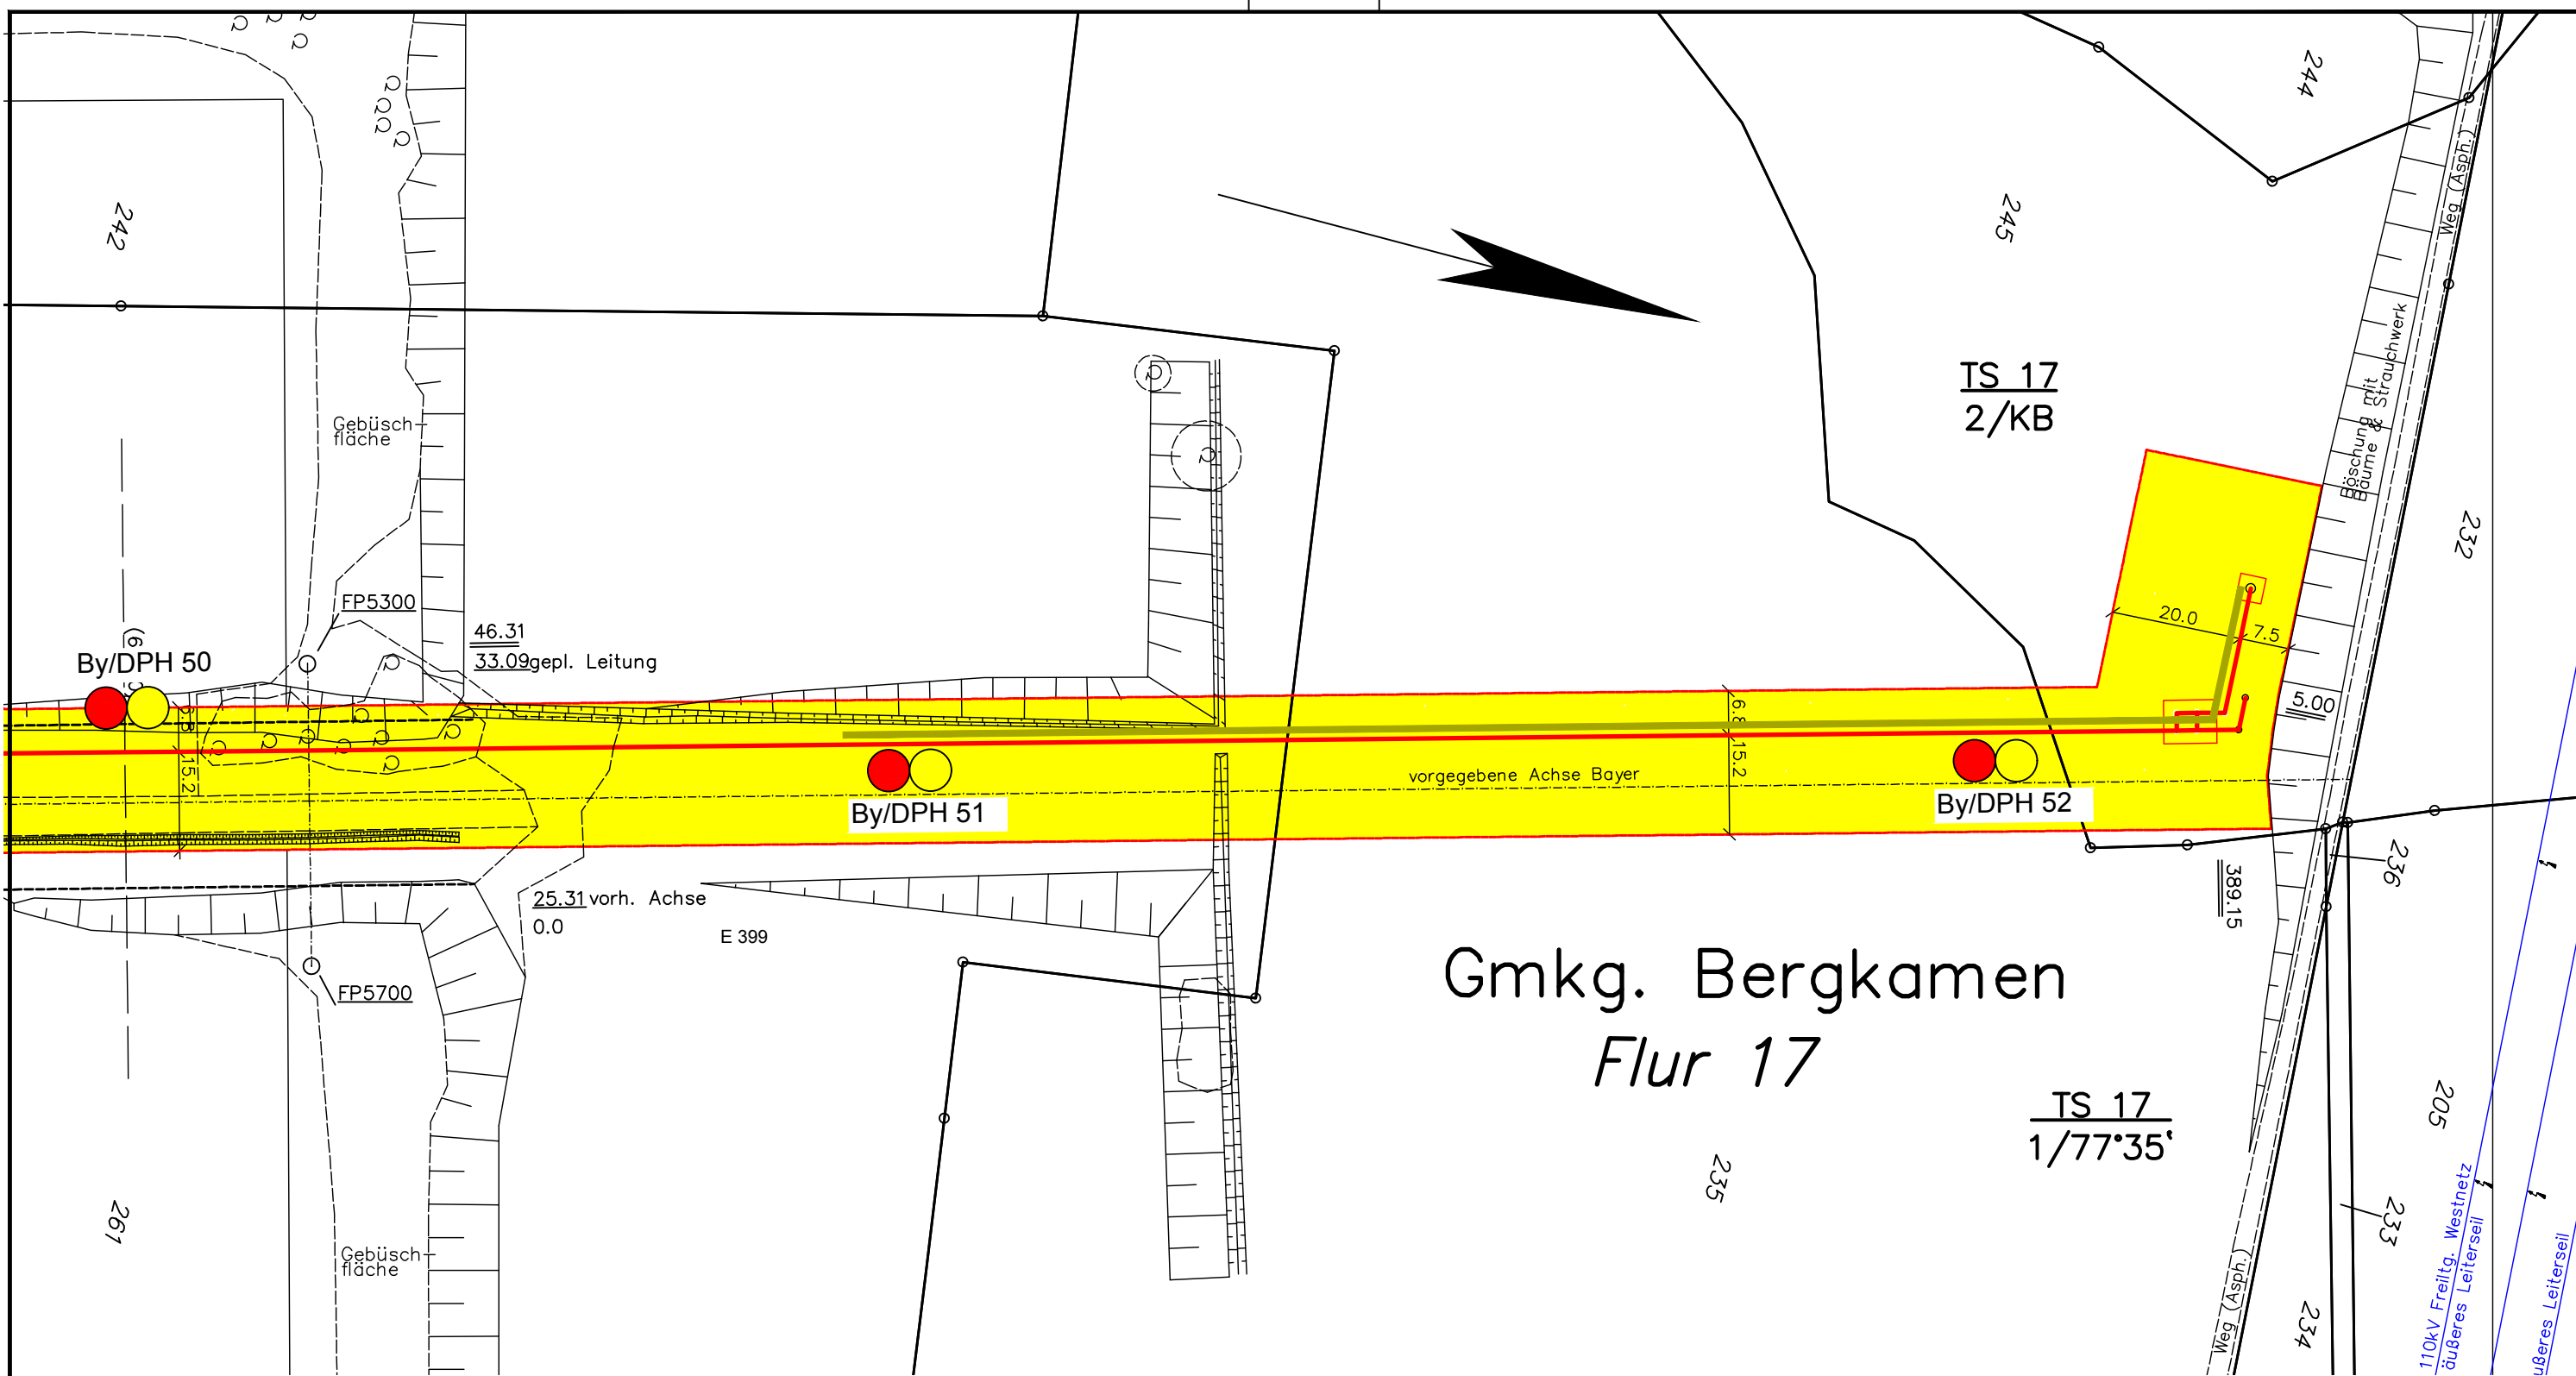 242
244
245
Weg (Asph.)
Böschung mit
Bäume & Strauchwerk
232
TS 17
2/KB
Gebüsch
fläche
FP5300
46.31
33.09 gepl. Leitung
By/DPH 50
15.2
20.0
7.5
5.00
6.8
15.2
vorgegebene Achse Bayer
By/DPH 51
By/DPH 52
25.31 vorh. Achse
0.0
E 399
FP5700
389.15
236
Gmkg. Bergkamen
Flur 17
TS 17
1/77°35'
235
205
233
234
261
Gebüsch
fläche
Weg (Asph.)
110kV Freiltg. Westnetz
äußeres Leiterseil
ußeres Leiterseil